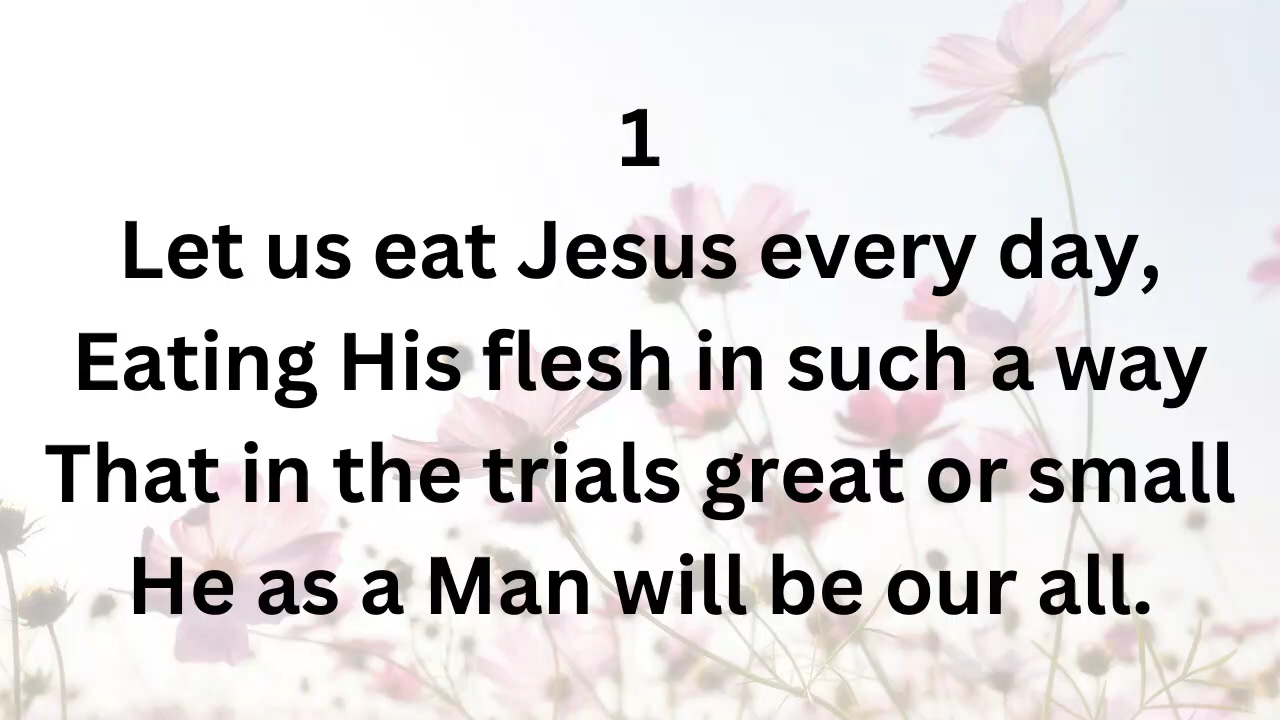 1
Let us eat Jesus every day,
Eating His flesh in such a way
That in the trials great or small
He as a Man will be our all.